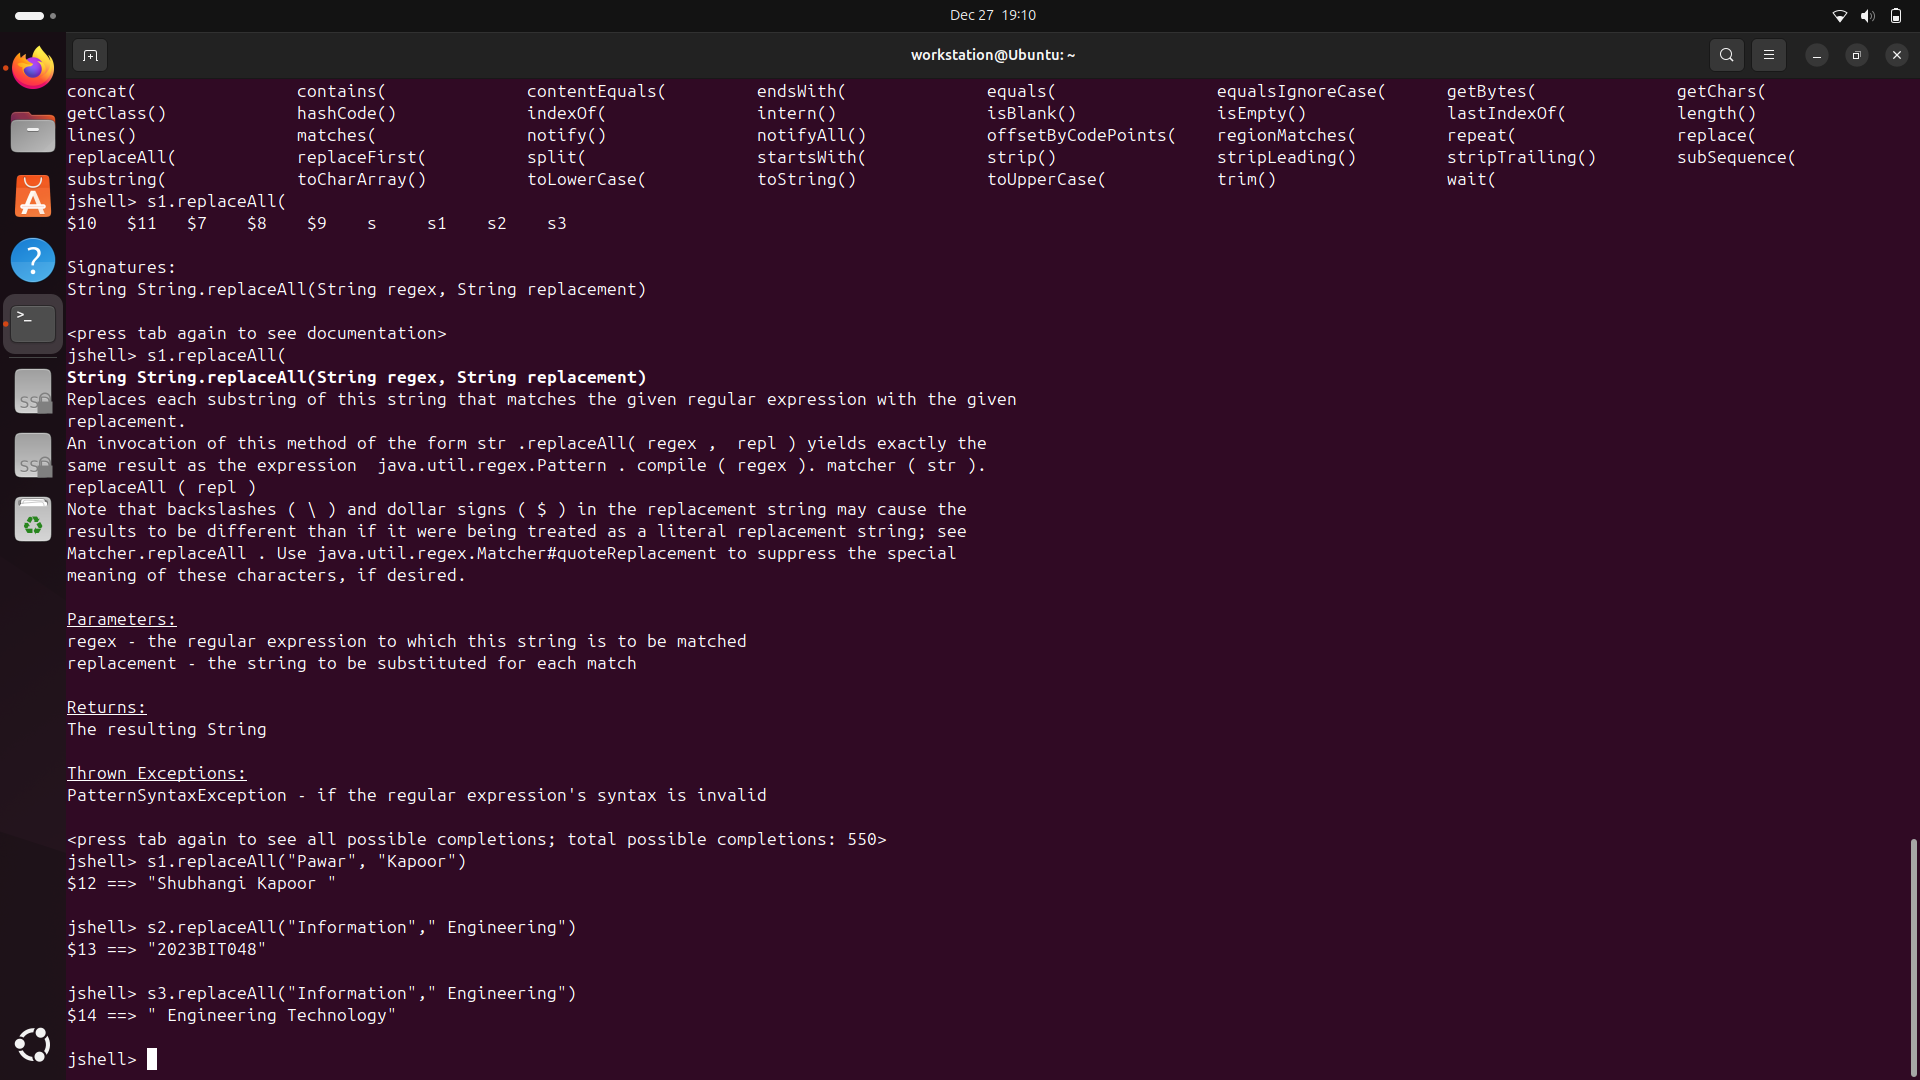 Dec 27 19:10
workstation@Ubuntu: ~
concat( contains( contentEquals( endsWith( equals( equalsIgnoreCase( getBytes( getChars(
getClass() hashCode() indexOf( intern() isBlank() isEmpty() lastIndexOf( length()
lines() matches( notify() notifyAll() offsetByCodePoints( regionMatches( repeat( replace(
replaceAll( replaceFirst( split( startsWith( strip() stripLeading() stripTrailing() subSequence(
substring( toCharArray() toLowerCase( toString() toUpperCase( trim() wait(
jshell> s1.replaceAll(
$10 $11 $7 $8 $9 s s1 s2 s3
Signatures:
String String.replaceAll(String regex, String replacement)
<press tab again to see documentation>
jshell> s1.replaceAll(
String String.replaceAll(String regex, String replacement)
Replaces each substring of this string that matches the given regular expression with the given
replacement.
An invocation of this method of the form str .replaceAll( regex ,  repl ) yields exactly the
same result as the expression  java.util.regex.Pattern . compile ( regex ). matcher ( str ).
replaceAll ( repl )
Note that backslashes ( \ ) and dollar signs ( $ ) in the replacement string may cause the
results to be different than if it were being treated as a literal replacement string; see
Matcher.replaceAll . Use java.util.regex.Matcher#quoteReplacement to suppress the special
meaning of these characters, if desired.
Parameters:
regex - the regular expression to which this string is to be matched
replacement - the string to be substituted for each match
Returns:
The resulting String
Thrown Exceptions:
PatternSyntaxException - if the regular expression's syntax is invalid
<press tab again to see all possible completions; total possible completions: 550>
jshell> s1.replaceAll("Pawar", "Kapoor")
$12 ==> "Shubhangi Kapoor "
jshell> s2.replaceAll("Information"," Engineering")
$13 ==> "2023BIT048"
jshell> s3.replaceAll("Information"," Engineering")
$14 ==> " Engineering Technology"
jshell>